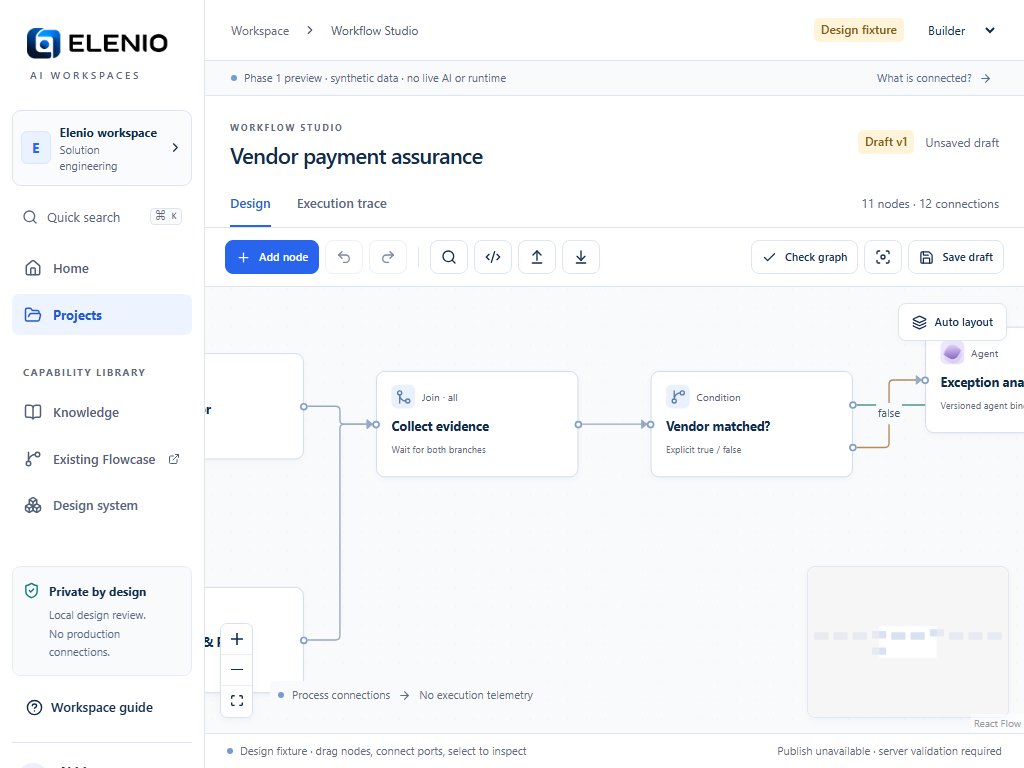 ELENIO
AI WORKSPACES
Elenio workspace
E
Solution
engineering
Quick search
⌘ K
Home
Projects
CAPABILITY LIBRARY
Knowledge
Existing Flowcase
Design system
Private by design
Local design review.
No production
connections.
Workspace guide
Workspace > Workflow Studio
Design fixture
Builder
Phase 1 preview · synthetic data · no live AI or runtime
What is connected? →
WORKFLOW STUDIO
Vendor payment assurance
Draft v1
Unsaved draft
Design
Execution trace
11 nodes · 12 connections
+ Add node
</>
Check graph
Save draft
Auto layout
Join · all
Collect evidence
Wait for both branches
Condition
Vendor matched?
Explicit true / false
false
Agent
Exception ana
Versioned agent bin
&
+
−
Process connections → No execution telemetry
React Flow
Design fixture · drag nodes, connect ports, select to inspect
Publish unavailable · server validation required